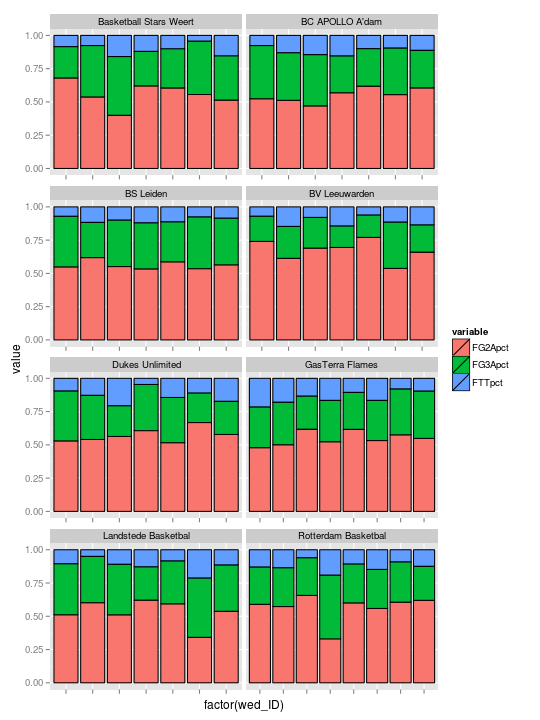 Basketball Stars Weert
BC APOLLO A'dam
1.00
0.75
0.50
0.25
0.00
BS Leiden
BV Leeuwarden
1.00
0.75
0.50
0.25
0.00
Dukes Unlimited
GasTerra Flames
1.00
0.75
0.50
0.25
0.00
Landstede Basketbal
Rotterdam Basketbal
1.00
0.75
0.50
0.25
0.00
value
factor(wed_ID)
variable
FG2Apct
FG3Apct
FTTpct